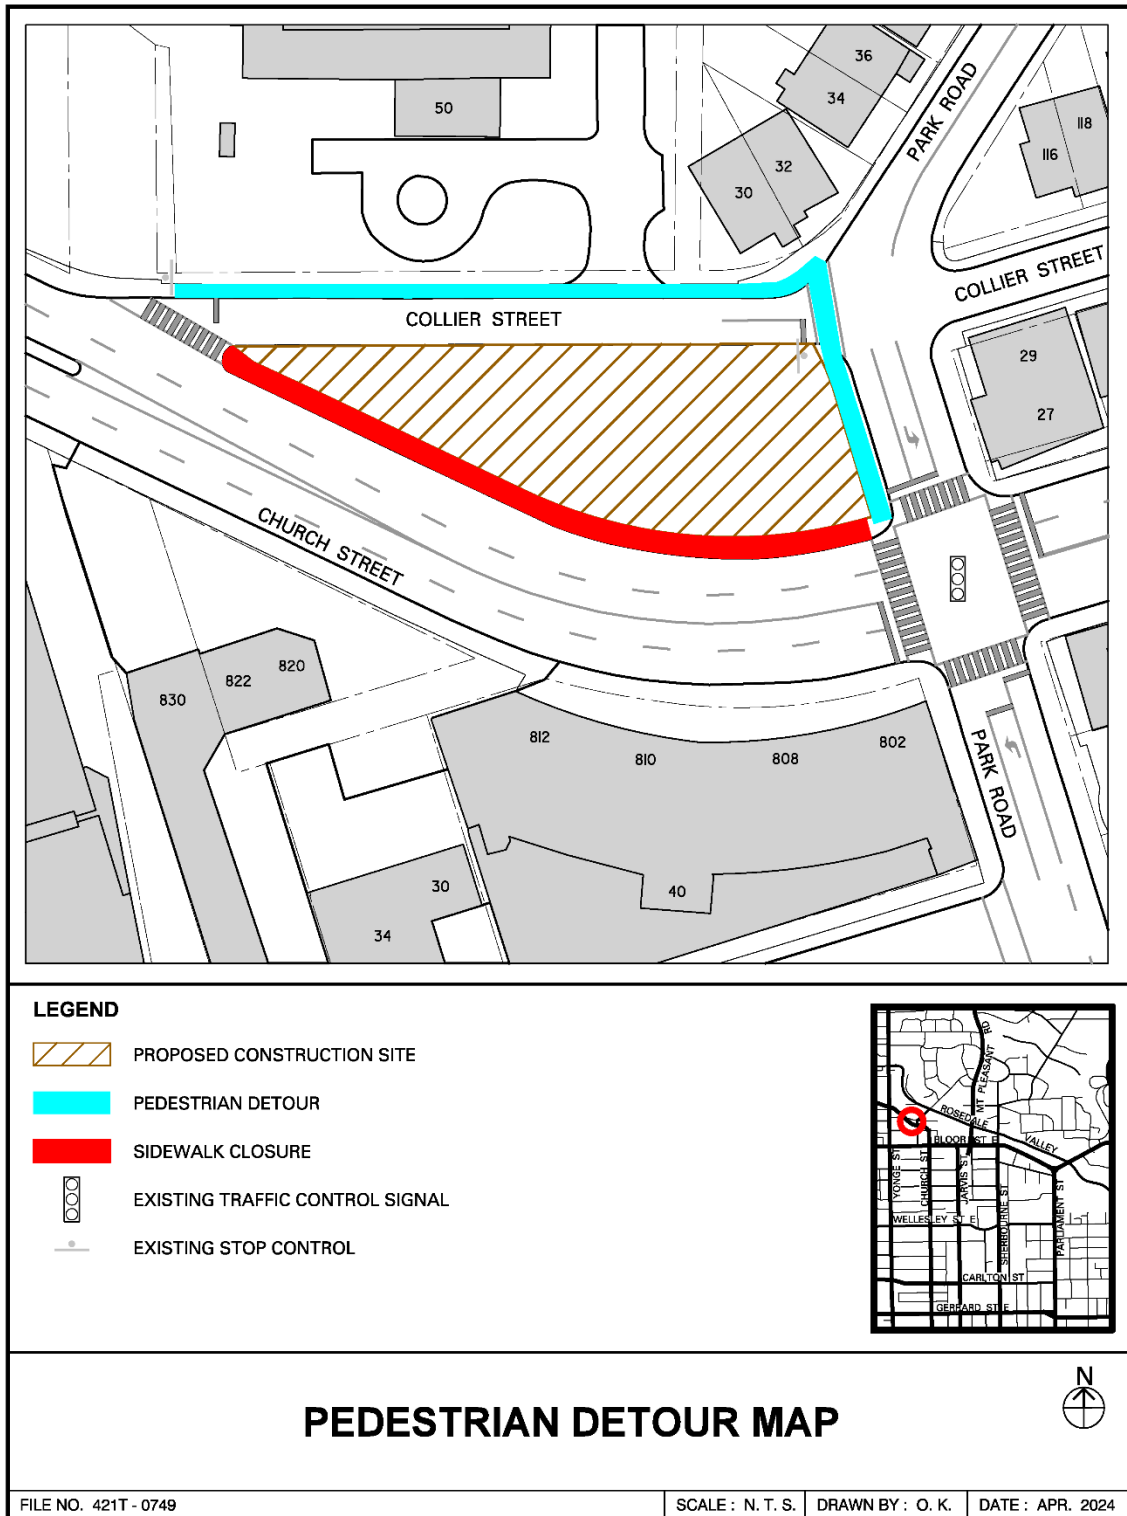 50
36
34
32
30
PARK ROAD
118
116
COLLIER STREET
COLLIER STREET
29
27
CHURCH STREET
820
822
830
812
810
808
802
PARK ROAD
30
34
40
LEGEND
PROPOSED CONSTRUCTION SITE
PEDESTRIAN DETOUR
SIDEWALK CLOSURE
EXISTING TRAFFIC CONTROL SIGNAL
EXISTING STOP CONTROL
MT PLEASANT RD
ROSEDALE VALLEY
BLOOR ST E
YONGE ST
CHURCH ST
JARVIS ST
SHERBOURNE ST
PARLIAMENT ST
WELLESLEY ST E
CARLTON ST
GERRARD ST E
N
PEDESTRIAN DETOUR MAP
FILE NO. 421T - 0749
SCALE : N. T. S.
DRAWN BY : O. K.
DATE : APR. 2024